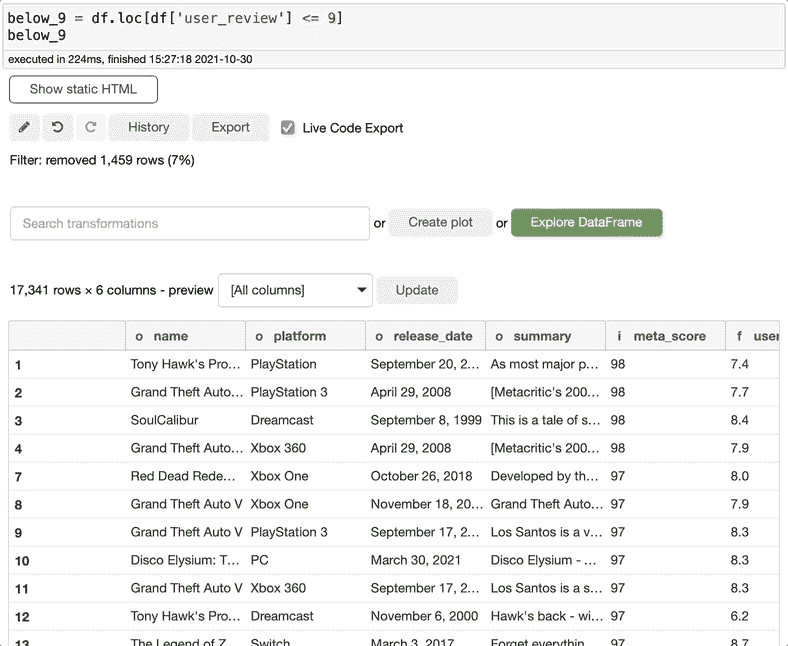 below_9 = df.loc[df['user_review'] <= 9]
below_9
executed in 224ms, finished 15:27:18 2021-10-30
Show static HTML
History Export Live Code Export
Filter: removed 1,459 rows (7%)
Search transformations or Create plot or Explore DataFrame
17,341 rows × 6 columns - preview [All columns] Update
o name o platform o release_date o summary i meta_score f user
1 Tony Hawk's Pro... PlayStation September 20, 2... As most major p... 98 7.4
2 Grand Theft Auto... PlayStation 3 April 29, 2008 [Metacritic's 200... 98 7.7
3 SoulCalibur Dreamcast September 8, 1999 This is a tale of s... 98 8.4
4 Grand Theft Auto... Xbox 360 April 29, 2008 [Metacritic's 200... 98 7.9
7 Red Dead Rede... Xbox One October 26, 2018 Developed by th... 97 8.0
8 Grand Theft Auto V Xbox One November 18, 20... Grand Theft Auto... 97 7.9
9 Grand Theft Auto V PlayStation 3 September 17, 2... Los Santos is a v... 97 8.3
10 Disco Elysium: T... PC March 30, 2021 Disco Elysium - ... 97 8.3
11 Grand Theft Auto V Xbox 360 September 17, 2... Los Santos is a s... 97 8.3
12 Tony Hawk's Pro... Dreamcast November 6, 2000 Hawk's back - wi... 97 6.2
13 The Legend of Z... Switch March 3, 2017 Forget everythin... 97 8.7